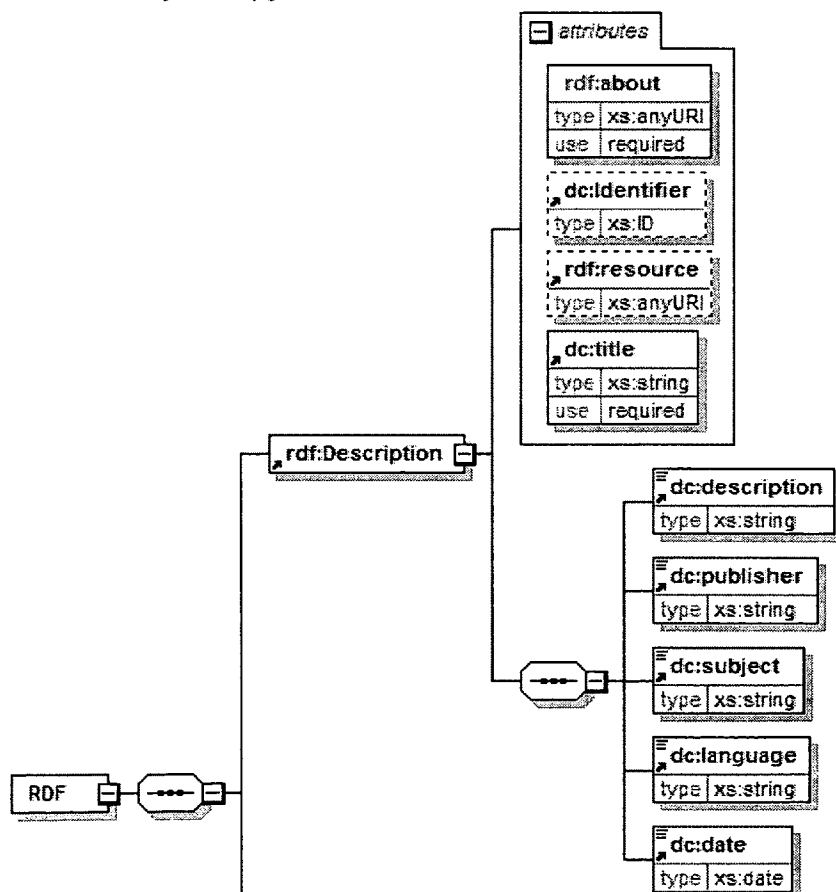 attributes
rdf:about
type xs:anyURI
use required
dc:Identifier
type xs:ID
rdf:resource
type xs:anyURI
dc:title
type xs:string
use required
rdf:Description
dc:description
type xs:string
dc:publisher
type xs:string
dc:subject
type xs:string
dc:language
type xs:string
RDF
dc:date
type xs:date